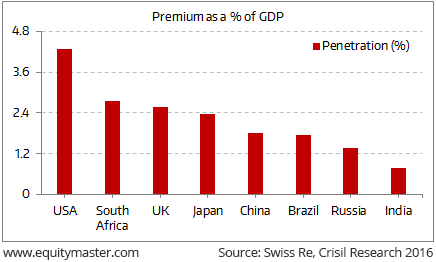 Premium as a % of GDP
4.8
3.6
2.4
1.2
0
Penetration (%)
USA
South
Africa
UK
Japan
China
Brazil
Russia
India
www.equitymaster.com
Source: Swiss Re, Crisil Research 2016